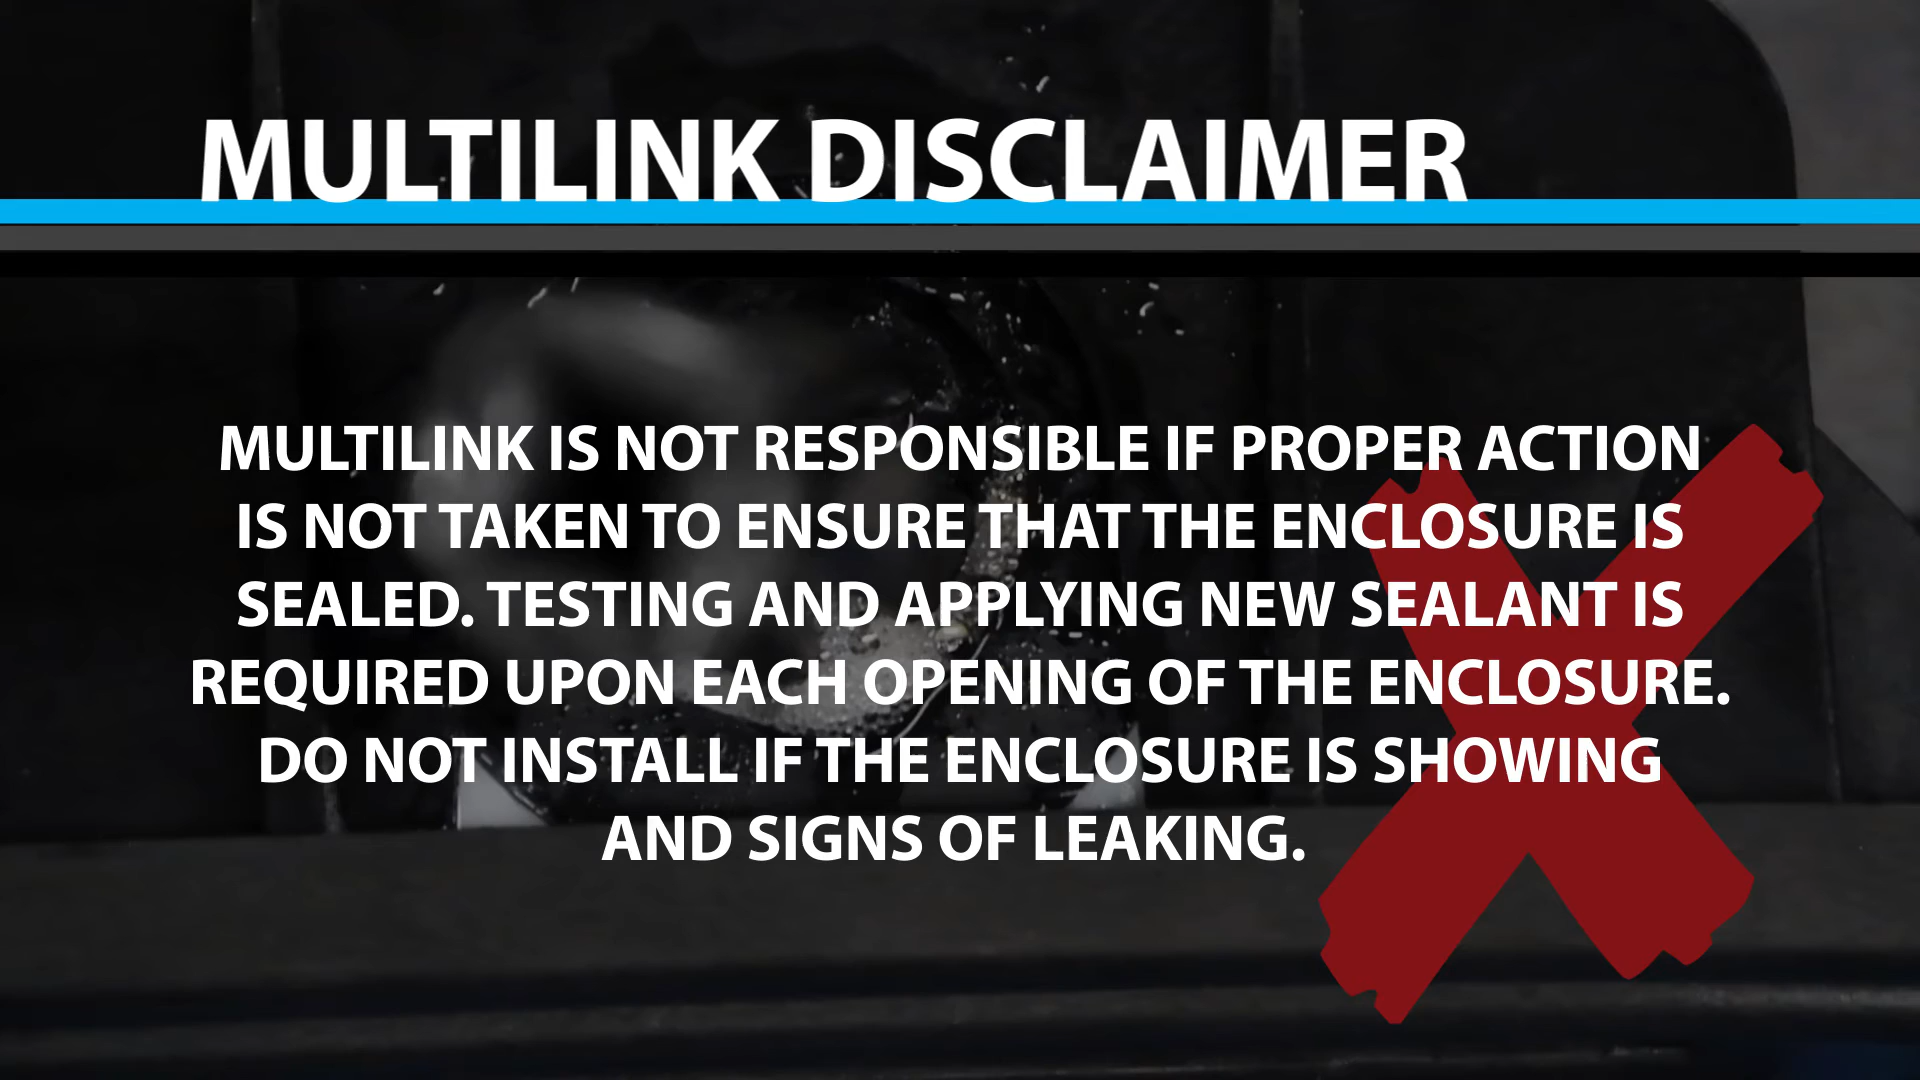 MULTILINK DISCLAIMER
MULTILINK IS NOT RESPONSIBLE IF PROPER ACTION
IS NOT TAKEN TO ENSURE THAT THE ENCLOSURE IS
SEALED. TESTING AND APPLYING NEW SEALANT IS
REQUIRED UPON EACH OPENING OF THE ENCLOSURE.
DO NOT INSTALL IF THE ENCLOSURE IS SHOWING
AND SIGNS OF LEAKING.